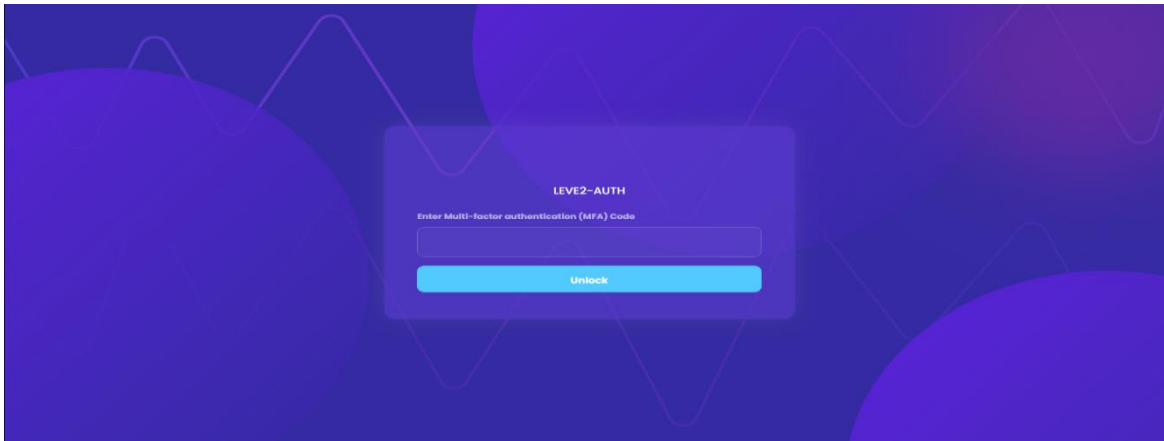 LEVE2-AUTH
Enter Multi-factor authentication (MFA) Code
Unlock